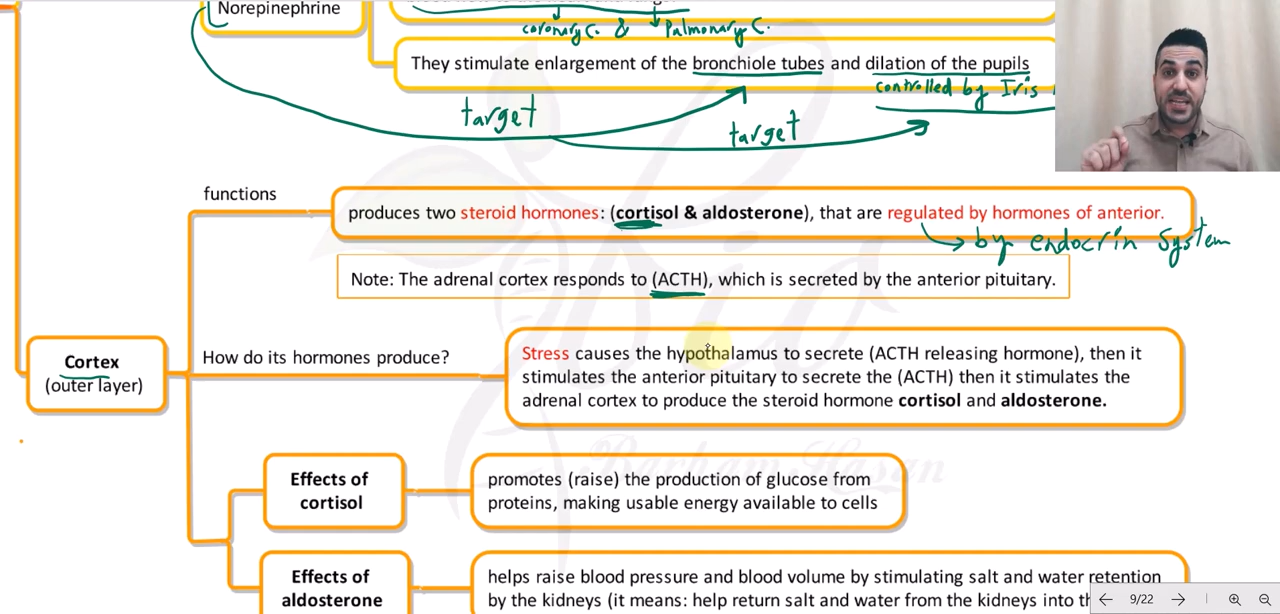 Norepinephrine
coronary C. & Pulmonary C.
They stimulate enlargement of the bronchiole tubes and dilation of the pupils
controlled by Iris
target
target
functions
produces two steroid hormones: (cortisol & aldosterone), that are regulated by hormones of anterior.
by endocrin System
Note: The adrenal cortex responds to (ACTH), which is secreted by the anterior pituitary.
Cortex
(outer layer)
How do its hormones produce?
Stress causes the hypothalamus to secrete (ACTH releasing hormone), then it
stimulates the anterior pituitary to secrete the (ACTH) then it stimulates the
adrenal cortex to produce the steroid hormone cortisol and aldosterone.
Barham Hasan
Effects of
cortisol
promotes (raise) the production of glucose from
proteins, making usable energy available to cells
Effects of
aldosterone
helps raise blood pressure and blood volume by stimulating salt and water retention
by the kidneys (it means: help return salt and water from the kidneys into
9/22